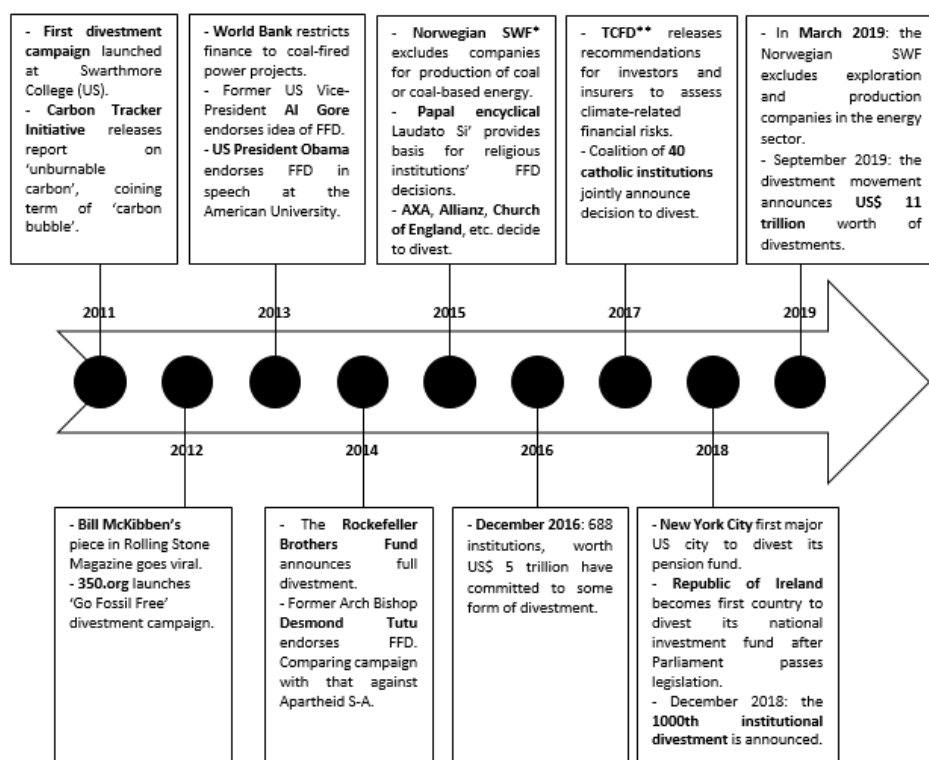 - First divestment
campaign launched
at Swarthmore
College (US).
- Carbon Tracker
Initiative releases
report on
‘unburnable
carbon’, coining
term of ‘carbon
bubble’.
- World Bank restricts
finance to coal-fired
power projects.
- Former US Vice-
President Al Gore
endorses idea of FFD.
- US President Obama
endorses FFD in
speech at the
American University.
- Norwegian SWF*
excludes companies
for production of coal
or coal-based energy.
- Papal encyclical
Laudato Si’ provides
basis for religious
institutions’ FFD
decisions.
- AXA, Allianz, Church
of England, etc. decide
to divest.
- TCFD** releases
recommendations
for investors and
insurers to assess
climate-related
financial risks.
- Coalition of 40
catholic institutions
jointly announce
decision to divest.
- In March 2019: the
Norwegian SWF
excludes exploration
and production
companies in the energy
sector.
- September 2019: the
divestment movement
announces US$ 11
trillion worth of
divestments.
2011
2013
2015
2017
2019
2012
2014
2016
2018
- Bill McKibben’s
piece in Rolling Stone
Magazine goes viral.
- 350.org launches
‘Go Fossil Free’
divestment campaign.
- The Rockefeller
Brothers Fund
announces full
divestment.
- Former Arch Bishop
Desmond Tutu
endorses FFD.
Comparing campaign
with that against
Apartheid S-A.
- December 2016: 688
institutions, worth
US$ 5 trillion have
committed to some
form of divestment.
- New York City first major
US city to divest its
pension fund.
- Republic of Ireland
becomes first country to
divest its national
investment fund after
Parliament passes
legislation.
- December 2018: the
1000th institutional
divestment is announced.